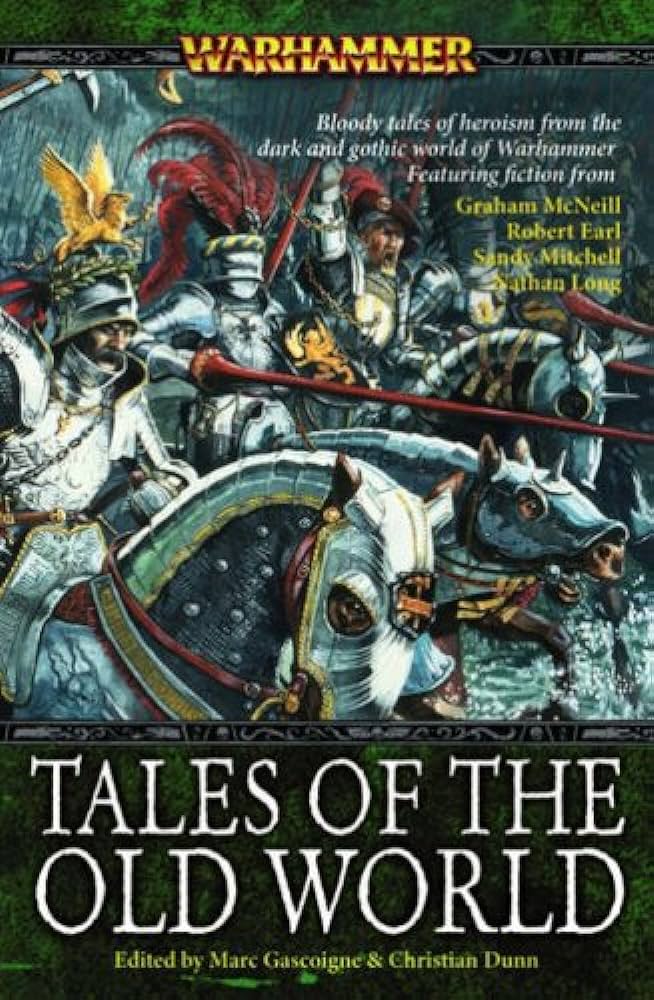 WARHAMMER
Bloody tales of heroism from the
dark and gothic world of Warhammer
Featuring fiction from
Graham McNeill
Robert Earl
Sandy Mitchell
Nathan Long
TALES OF THE
OLD WORLD
Edited by Marc Gascoigne & Christian Dunn